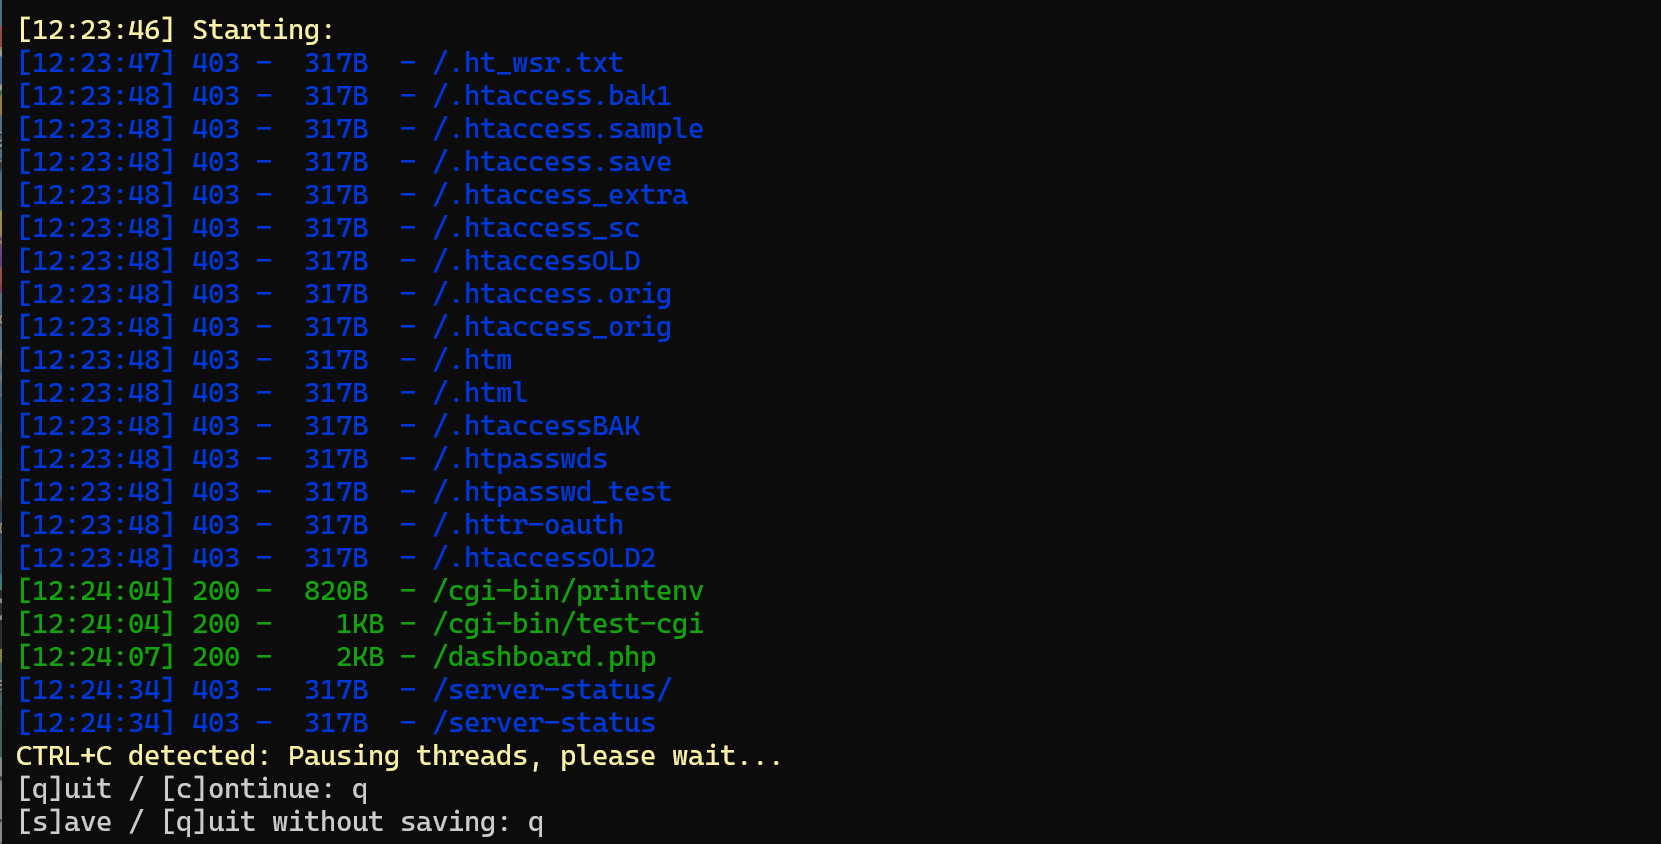 [12:23:46] Starting:
[12:23:47] 403 -  317B  - /.ht_wsr.txt
[12:23:48] 403 -  317B  - /.htaccess.bak1
[12:23:48] 403 -  317B  - /.htaccess.sample
[12:23:48] 403 -  317B  - /.htaccess.save
[12:23:48] 403 -  317B  - /.htaccess_extra
[12:23:48] 403 -  317B  - /.htaccess_sc
[12:23:48] 403 -  317B  - /.htaccessOLD
[12:23:48] 403 -  317B  - /.htaccess.orig
[12:23:48] 403 -  317B  - /.htaccess_orig
[12:23:48] 403 -  317B  - /.htm
[12:23:48] 403 -  317B  - /.html
[12:23:48] 403 -  317B  - /.htaccessBAK
[12:23:48] 403 -  317B  - /.htpasswds
[12:23:48] 403 -  317B  - /.htpasswd_test
[12:23:48] 403 -  317B  - /.httr-oauth
[12:23:48] 403 -  317B  - /.htaccessOLD2
[12:24:04] 200 -  820B  - /cgi-bin/printenv
[12:24:04] 200 -    1KB - /cgi-bin/test-cgi
[12:24:07] 200 -    2KB - /dashboard.php
[12:24:34] 403 -  317B  - /server-status/
[12:24:34] 403 -  317B  - /server-status
CTRL+C detected: Pausing threads, please wait...
[q]uit / [c]ontinue: q
[s]ave / [q]uit without saving: q